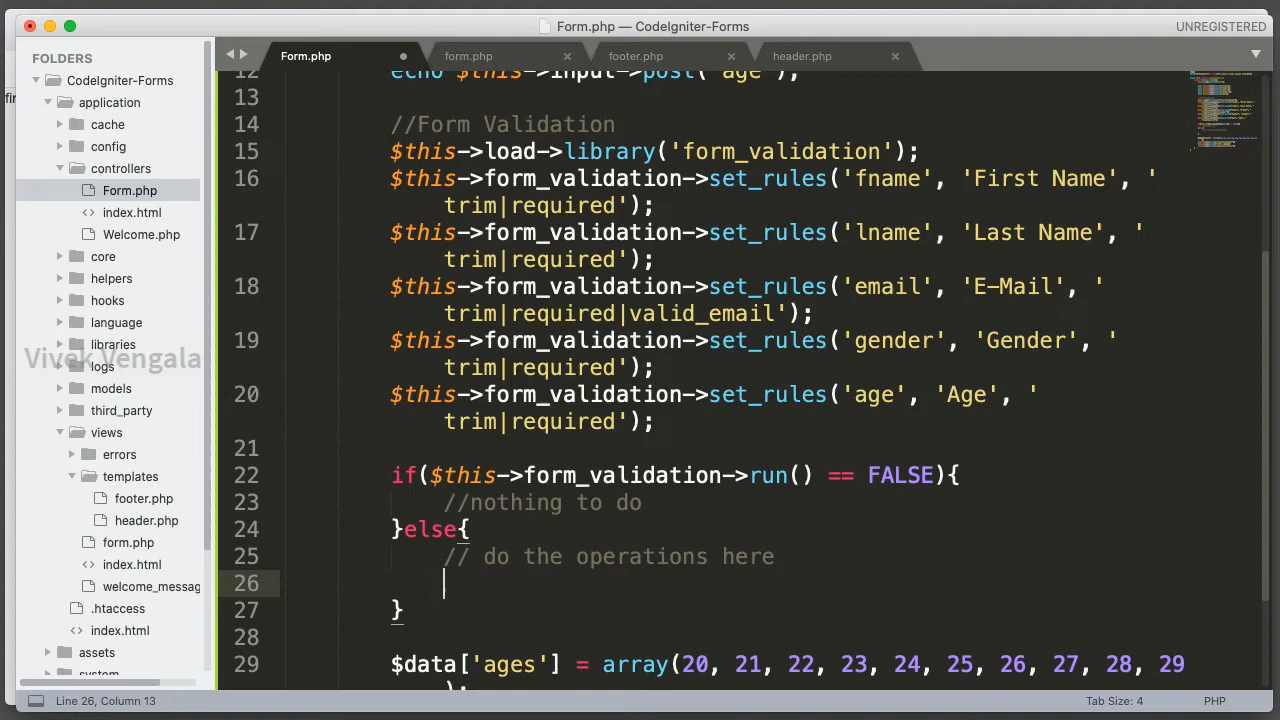 Form.php — CodeIgniter-Forms
UNREGISTERED
FOLDERS
CodeIgniter-Forms
application
cache
config
controllers
Form.php
index.html
Welcome.php
core
helpers
hooks
language
libraries
logs
models
third_party
views
errors
templates
footer.php
header.php
form.php
index.html
welcome_messag
.htaccess
index.html
assets
system
Vivek Vengala
Form.php
form.php
footer.php
header.php
12 echo $this->input->post('age');
13
14 //Form Validation
15 $this->load->library('form_validation');
16 $this->form_validation->set_rules('fname', 'First Name', '
trim|required');
17 $this->form_validation->set_rules('lname', 'Last Name', '
trim|required');
18 $this->form_validation->set_rules('email', 'E-Mail', '
trim|required|valid_email');
19 $this->form_validation->set_rules('gender', 'Gender', '
trim|required');
20 $this->form_validation->set_rules('age', 'Age', '
trim|required');
21
22 if($this->form_validation->run() == FALSE){
23 //nothing to do
24 }else{
25 // do the operations here
26
27 }
28
29 $data['ages'] = array(20, 21, 22, 23, 24, 25, 26, 27, 28, 29
);
Line 26, Column 13
Tab Size: 4
PHP